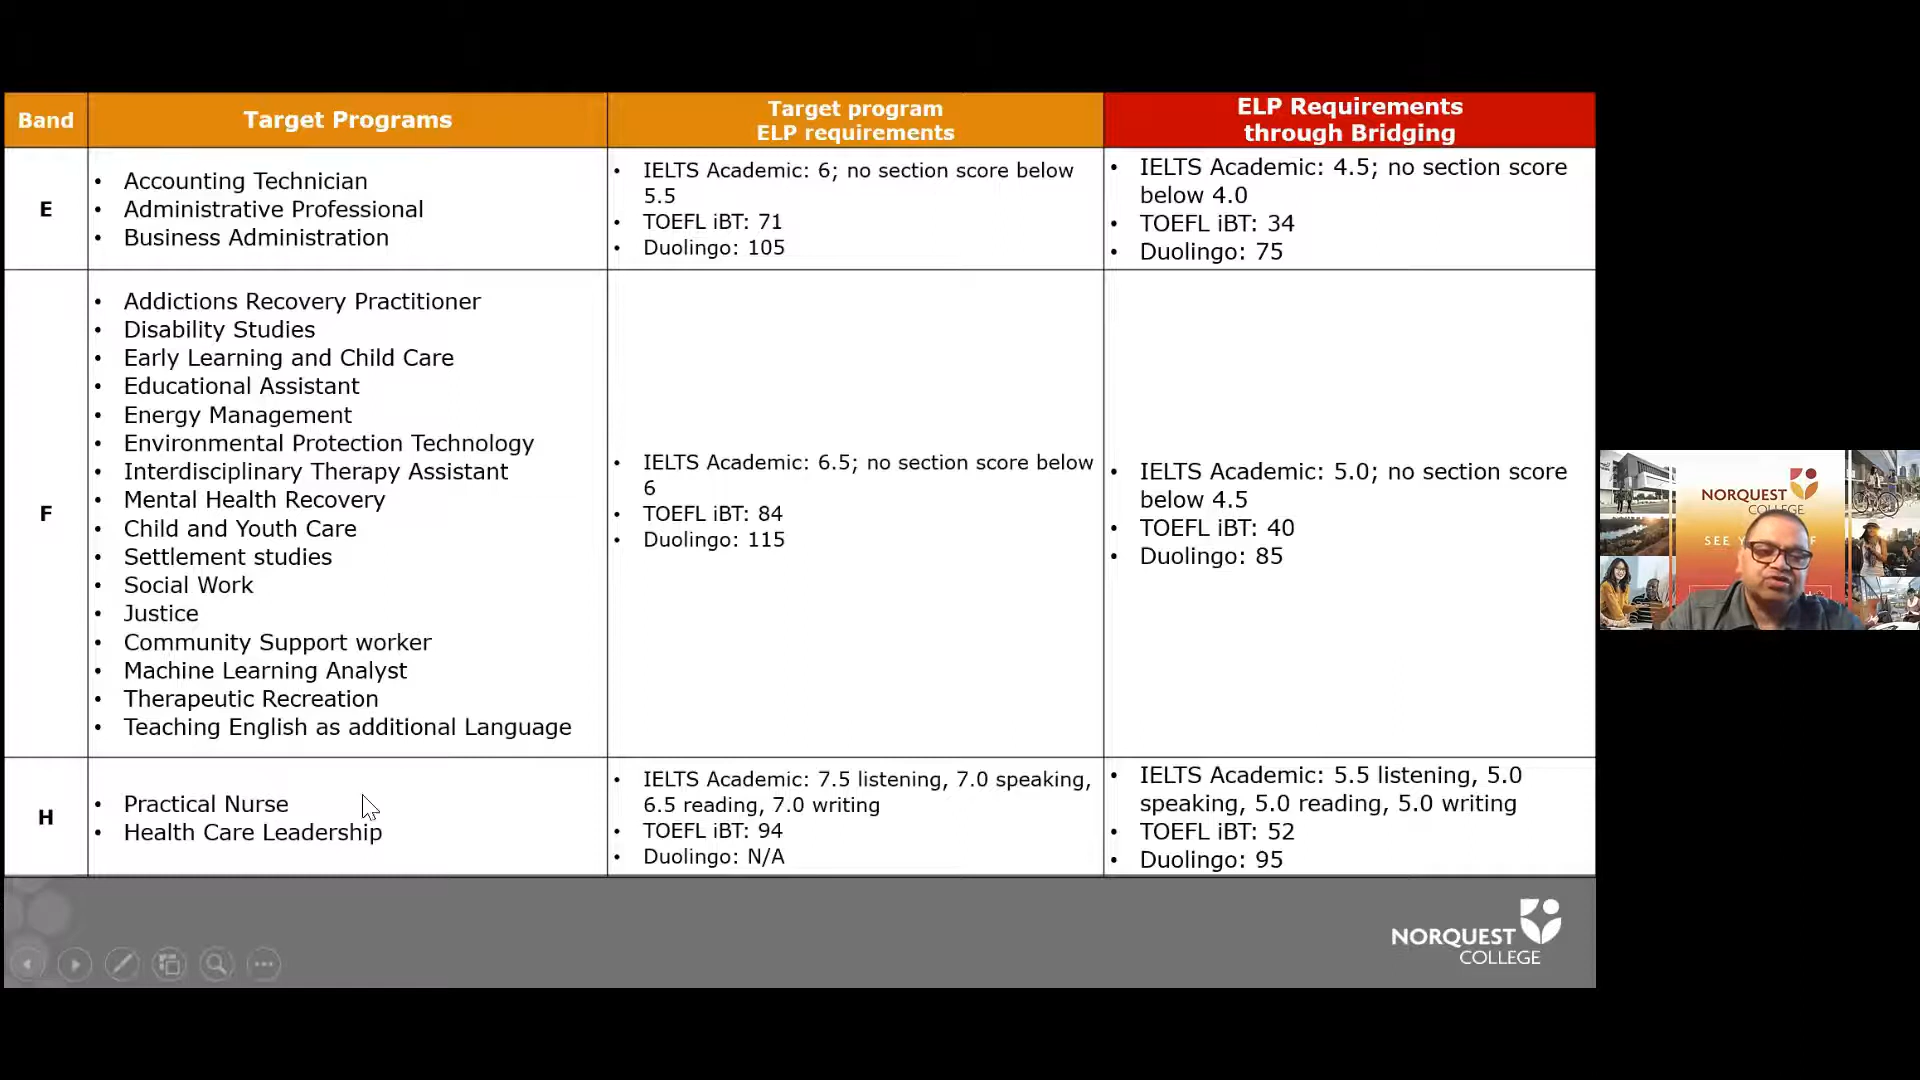 Band
Target Programs
Target program
ELP requirements
ELP Requirements
through Bridging
E
• Accounting Technician
• Administrative Professional
• Business Administration
• IELTS Academic: 6; no section score below
5.5
• TOEFL iBT: 71
• Duolingo: 105
• IELTS Academic: 4.5; no section score
below 4.0
• TOEFL iBT: 34
• Duolingo: 75
F
• Addictions Recovery Practitioner
• Disability Studies
• Early Learning and Child Care
• Educational Assistant
• Energy Management
• Environmental Protection Technology
• Interdisciplinary Therapy Assistant
• Mental Health Recovery
• Child and Youth Care
• Settlement studies
• Social Work
• Justice
• Community Support worker
• Machine Learning Analyst
• Therapeutic Recreation
• Teaching English as additional Language
• IELTS Academic: 6.5; no section score below
6
• TOEFL iBT: 84
• Duolingo: 115
• IELTS Academic: 5.0; no section score
below 4.5
• TOEFL iBT: 40
• Duolingo: 85
H
• Practical Nurse
• Health Care Leadership
• IELTS Academic: 7.5 listening, 7.0 speaking,
6.5 reading, 7.0 writing
• TOEFL iBT: 94
• Duolingo: N/A
• IELTS Academic: 5.5 listening, 5.0
speaking, 5.0 reading, 5.0 writing
• TOEFL iBT: 52
• Duolingo: 95
NORQUEST
COLLEGE
NORQUEST
COLLEGE
SEE